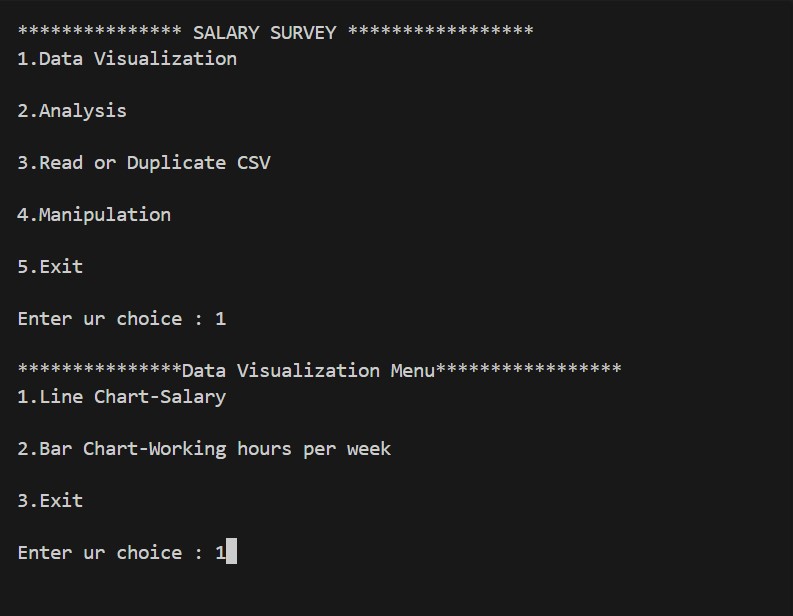 *************** SALARY SURVEY *****************
1.Data Visualization
2.Analysis
3.Read or Duplicate CSV
4.Manipulation
5.Exit
Enter ur choice : 1
***************Data Visualization Menu*****************
1.Line Chart-Salary
2.Bar Chart-Working hours per week
3.Exit
Enter ur choice : 1